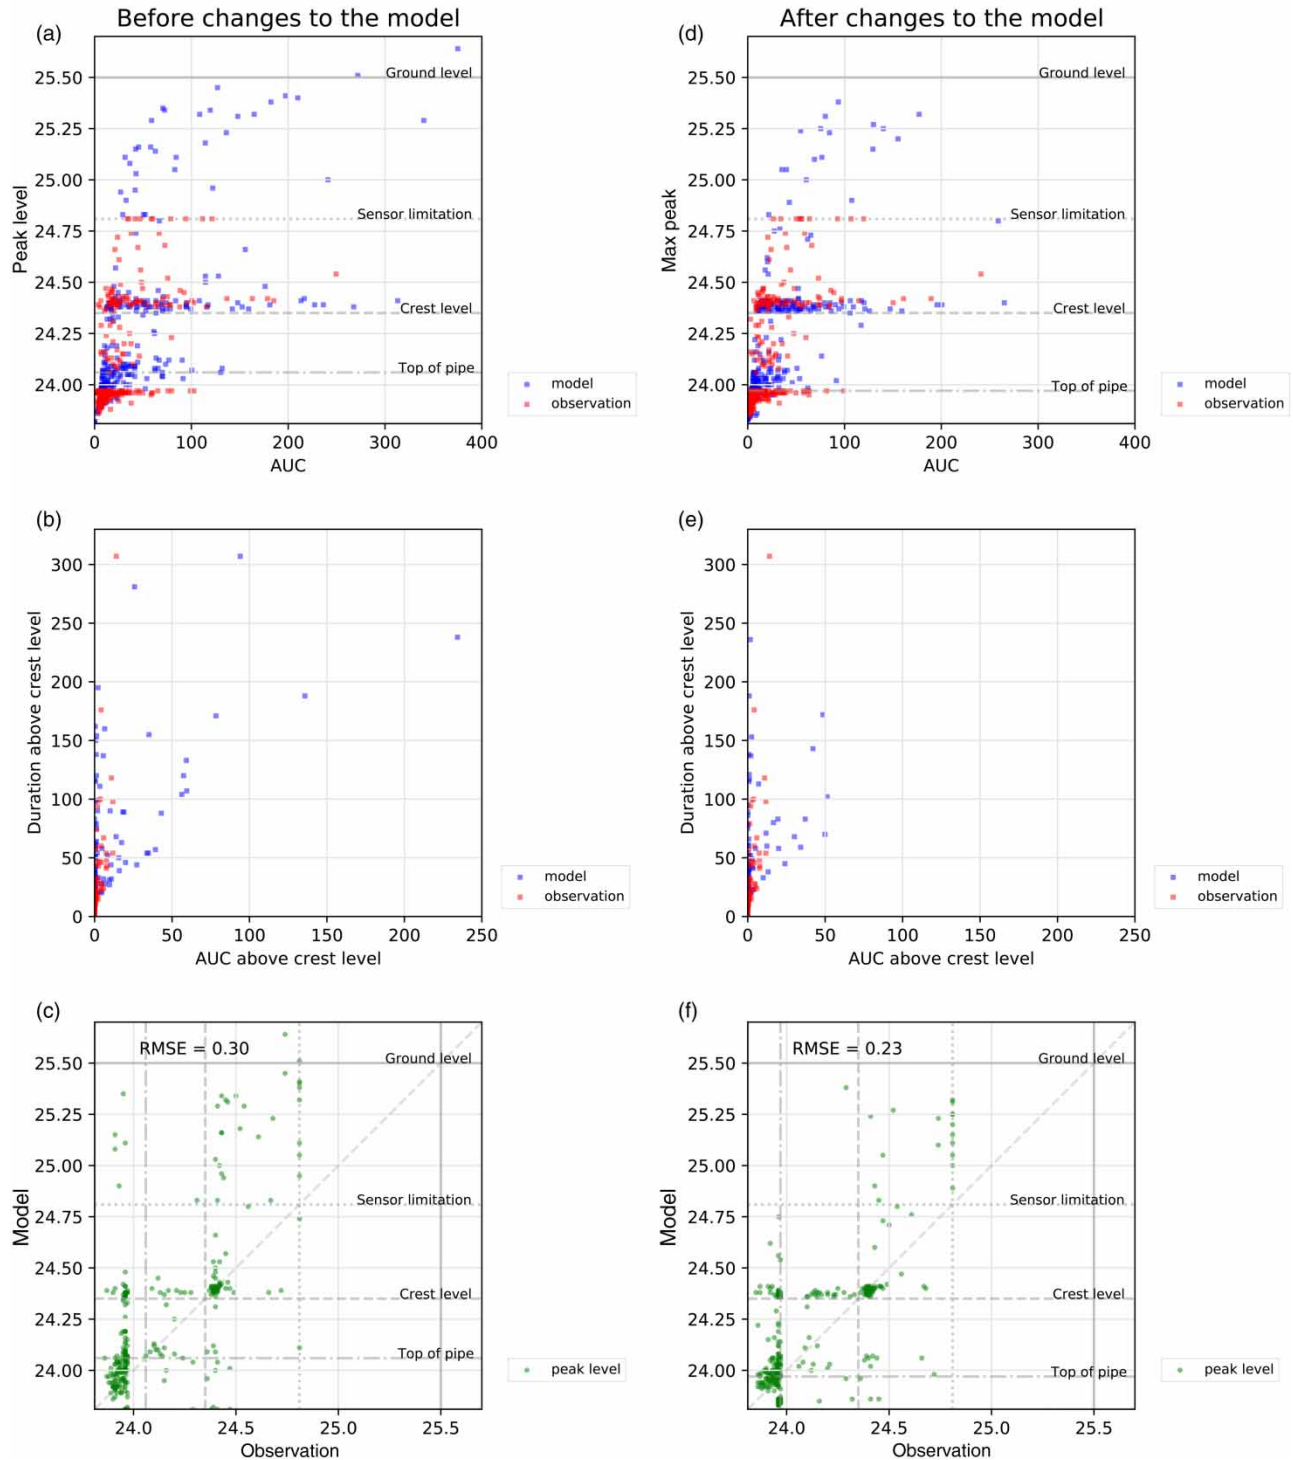 Before changes to the model
(a)
Peak level
25.50
25.25
25.00
24.75
24.50
24.25
24.00
Ground level
Sensor limitation
Crest level
Top of pipe
0 100 200 300 400
AUC
model
observation
After changes to the model
(d)
Max peak
25.50
25.25
25.00
24.75
24.50
24.25
24.00
Ground level
Sensor limitation
Crest level
Top of pipe
0 100 200 300 400
AUC
model
observation
(b)
Duration above crest level
300
250
200
150
100
50
0
0 50 100 150 200 250
AUC above crest level
model
observation
(e)
Duration above crest level
300
250
200
150
100
50
0
0 50 100 150 200 250
AUC above crest level
model
observation
(c)
RMSE = 0.30
Model
25.50
25.25
25.00
24.75
24.50
24.25
24.00
Ground level
Sensor limitation
Crest level
Top of pipe
24.0 24.5 25.0 25.5
Observation
peak level
(f)
RMSE = 0.23
Model
25.50
25.25
25.00
24.75
24.50
24.25
24.00
Ground level
Sensor limitation
Crest level
Top of pipe
24.0 24.5 25.0 25.5
Observation
peak level